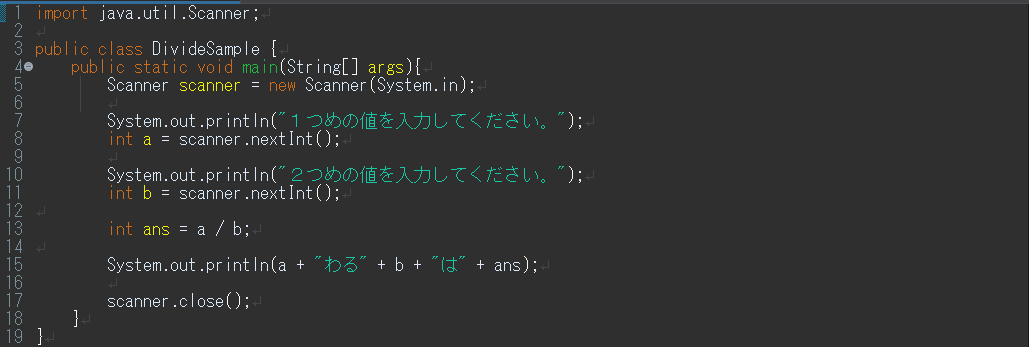 1 import java.util.Scanner;
2
3 public class DivideSample {
4     public static void main(String[] args){
5         Scanner scanner = new Scanner(System.in);
6
7         System.out.println("１つめの値を入力してください。");
8         int a = scanner.nextInt();
9
10         System.out.println("２つめの値を入力してください。");
11         int b = scanner.nextInt();
12
13         int ans = a / b;
14
15         System.out.println(a + "わる" + b + "は" + ans);
16
17         scanner.close();
18     }
19 }